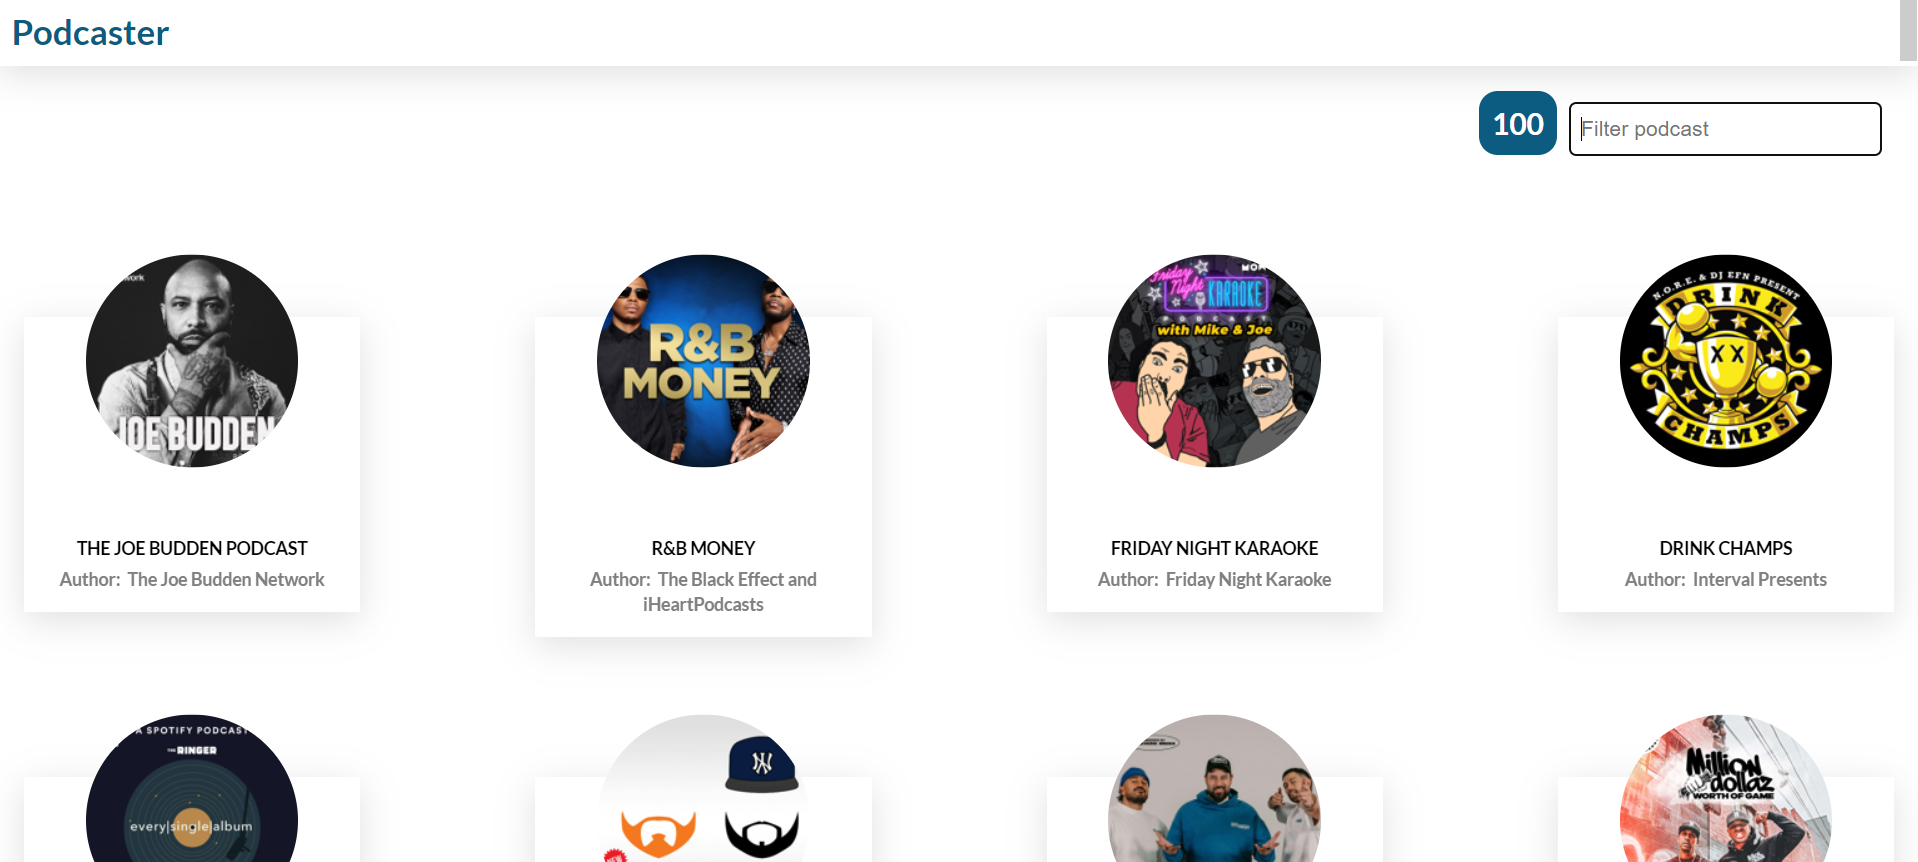 Podcaster
100
Filter podcast
work
JOE BUDDEN
R&B
MONEY
Friday
Night
KARAOKE
PODCAST
with Mike & Joe
N.O.R.E. & DJ EFN PRESENT
DRINK
CHAMPS
THE JOE BUDDEN PODCAST
Author: The Joe Budden Network
R&B MONEY
Author: The Black Effect and
iHeartPodcasts
FRIDAY NIGHT KARAOKE
Author: Friday Night Karaoke
DRINK CHAMPS
Author: Interval Presents
A SPOTIFY PODCAST
THE RINGER
every|single|album
NY
Million
dollaz
WORTH OF GAME